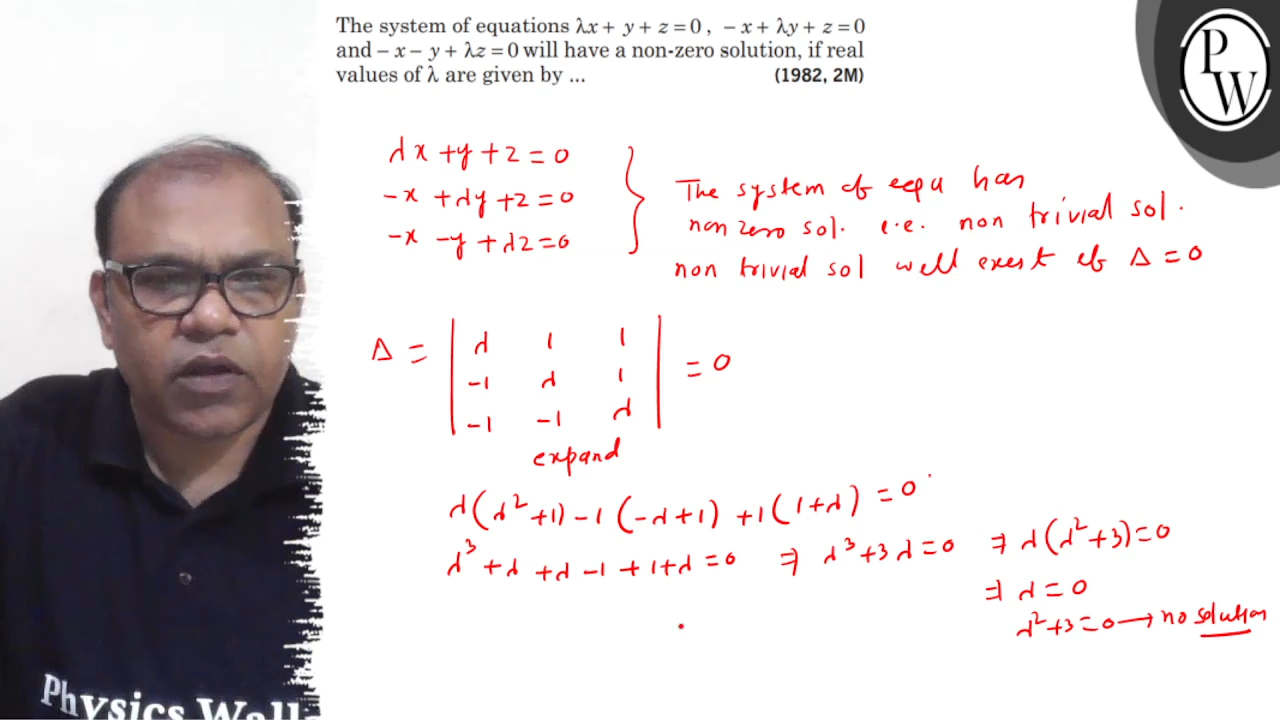 The system of equations λx + y + z = 0 , − x + λy + z = 0
and − x − y + λz = 0 will have a non-zero solution, if real
values of λ are given by ... (1982, 2M)
P
W
λx + y + z = 0
-x + λy + z = 0
-x - y + λz = 0
The system of equ has
non zero sol. i.e. non trivial sol.
non trivial sol will exist if Δ = 0
Δ = | λ 1 1 |
| -1 λ 1 | = 0
| -1 -1 λ |
expand
λ(λ²+1) - 1(-λ+1) + 1(1+λ) = 0
λ³ + λ + λ - 1 + 1 + λ = 0 ⇒ λ³ + 3λ = 0 ⇒ λ(λ²+3) = 0
⇒ λ = 0
λ²+3 = 0 → no solution
Physics Wall